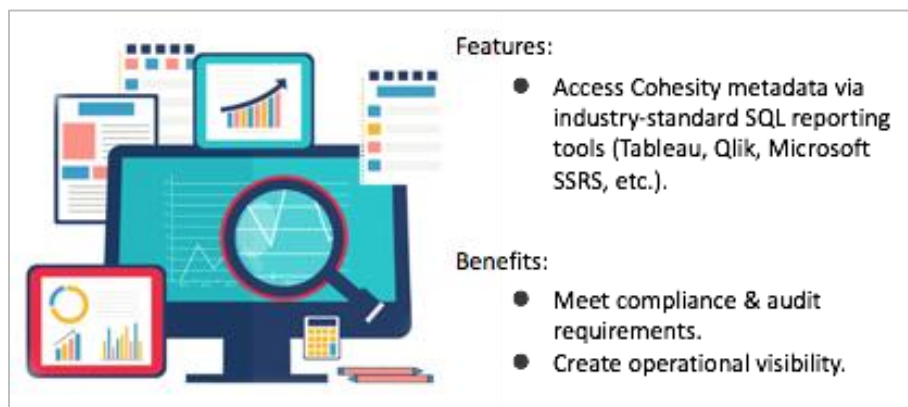 Features:
● Access Cohesity metadata via
industry-standard SQL reporting
tools (Tableau, Qlik, Microsoft
SSRS, etc.).
Benefits:
● Meet compliance & audit
requirements.
● Create operational visibility.